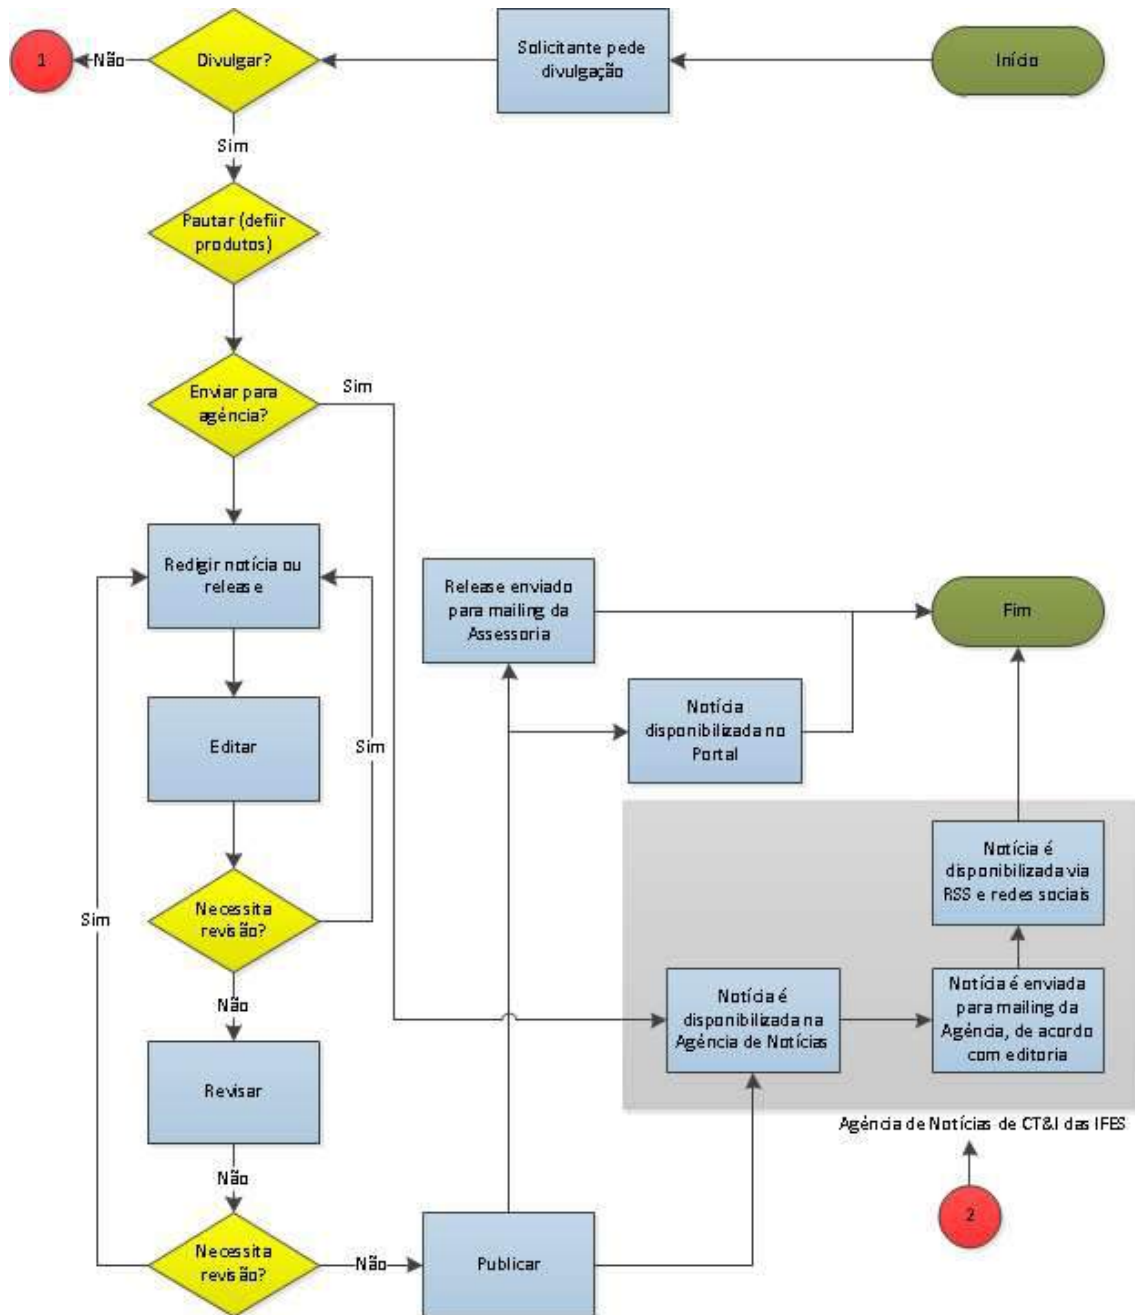 1
Não
Divulgar?
Solicitante pede
divulgação
Início
Sim
Pautar (defiir
produtos)
Enviar para
agência?
Sim
Redigir notícia ou
release
Release enviado
para mailing da
Assessoria
Fim
Editar
Sim
Notícia
disponibilizada no
Portal
Notícia é
disponibilizada via
RSS e redes sociais
Sim
Necessita
revisão?
Não
Notícia é
disponibilizada na
Agência de Notícias
Notícia é enviada
para mailing da
Agência, de acordo
com editoria
Revisar
Agência de Notícias de CT&I das IFES
Não
2
Necessita
revisão?
Não
Publicar